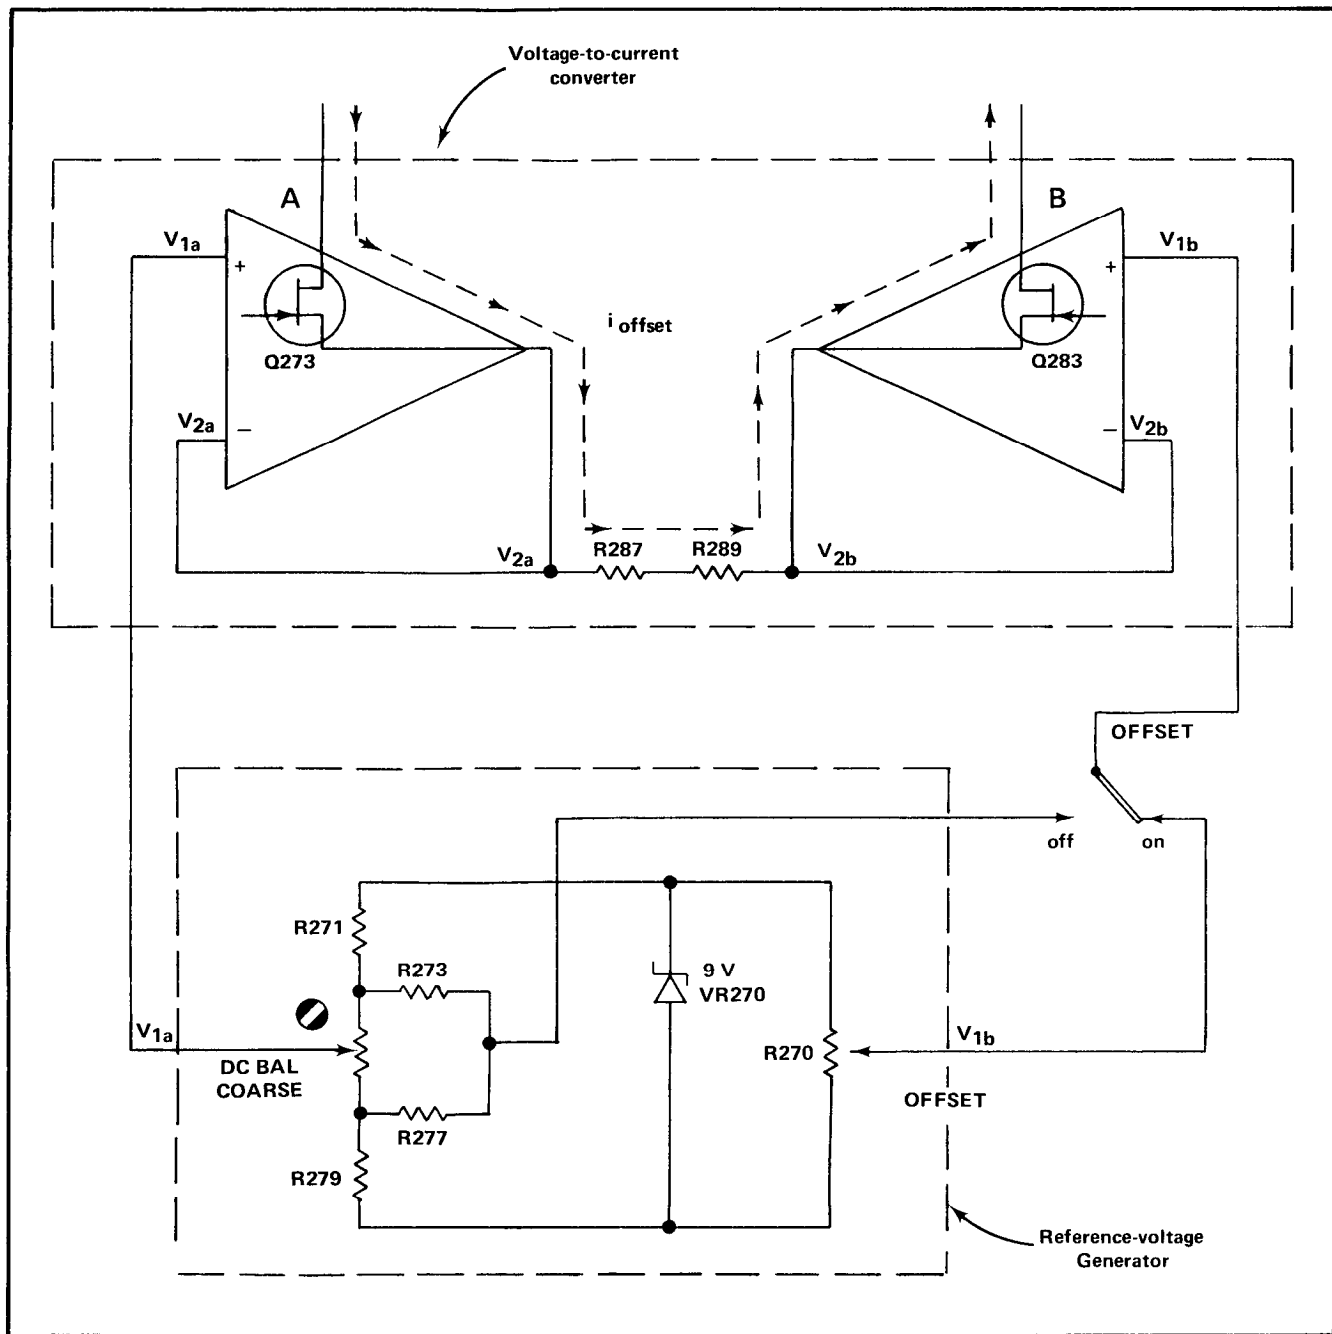 Voltage-to-current
converter
A
B
V1a
V1b
+
+
i offset
Q273
Q283
V2a
V2b
−
−
V2a
R287
R289
V2b
OFFSET
off
on
R271
R273
9 V
VR270
V1a
V1b
R270
DC BAL
COARSE
OFFSET
R277
R279
Reference-voltage
Generator